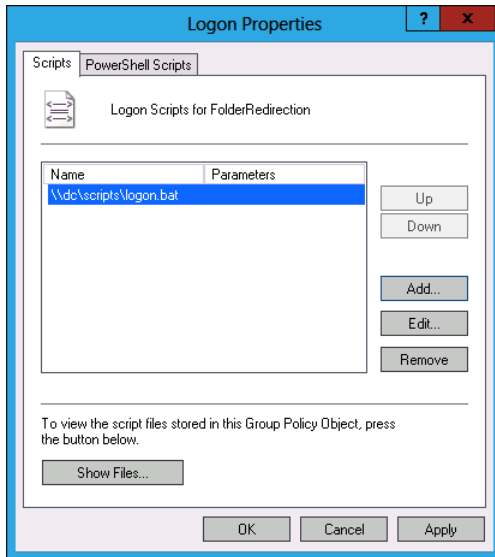 Logon Properties
? x
Scripts PowerShell Scripts
Logon Scripts for FolderRedirection
Name Parameters
\\dc\scripts\logon.bat
Up
Down
Add...
Edit...
Remove
To view the script files stored in this Group Policy Object, press
the button below.
Show Files...
OK Cancel Apply